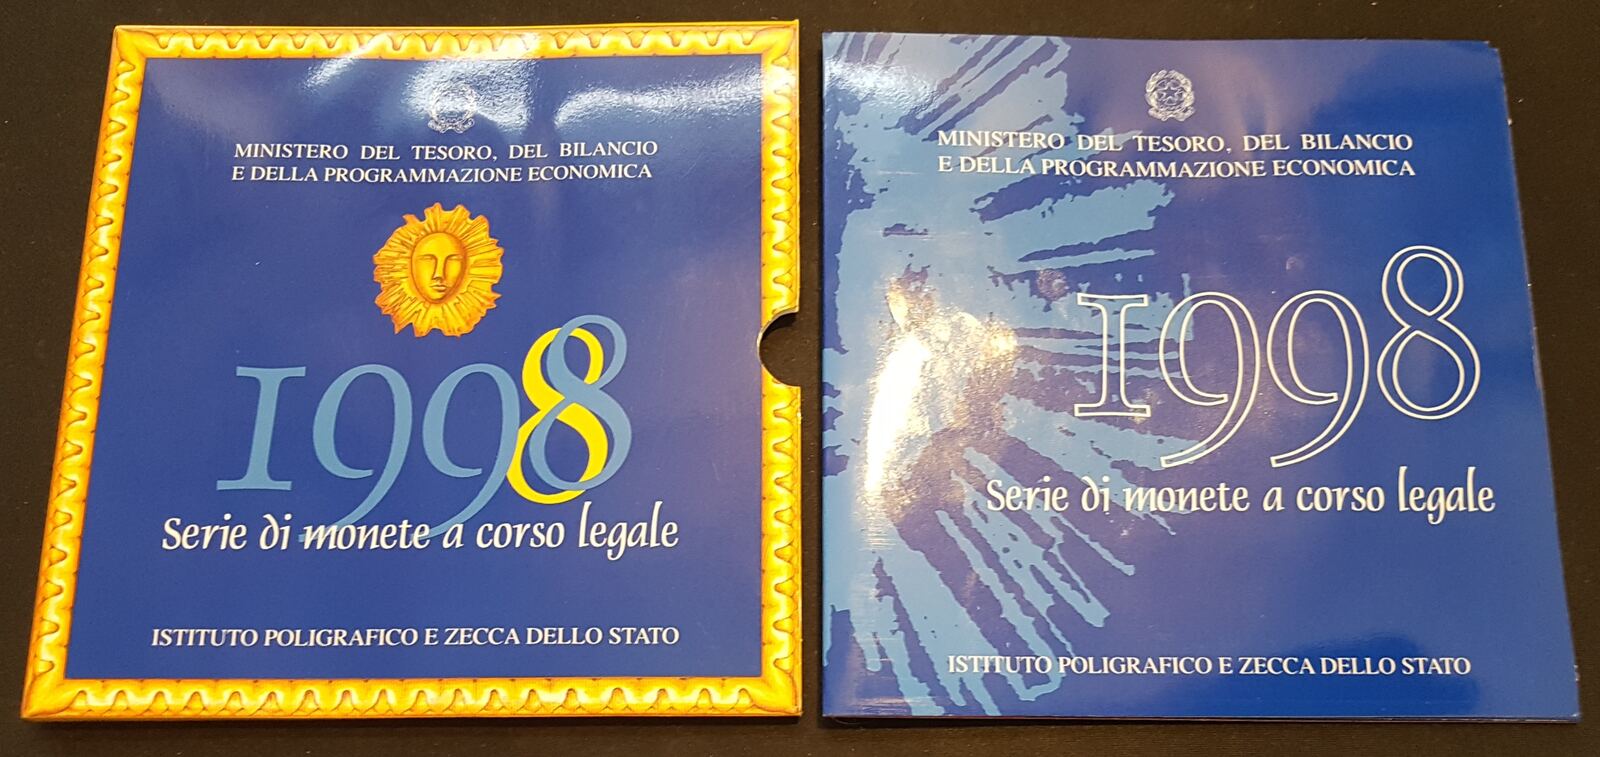 MINISTERO DEL TESORO, DEL BILANCIO
E DELLA PROGRAMMAZIONE ECONOMICA
1998
Serie di monete a corso legale
ISTITUTO POLIGRAFICO E ZECCA DELLO STATO
MINISTERO DEL TESORO, DEL BILANCIO
E DELLA PROGRAMMAZIONE ECONOMICA
1998
Serie di monete a corso legale
ISTITUTO POLIGRAFICO E ZECCA DELLO STATO